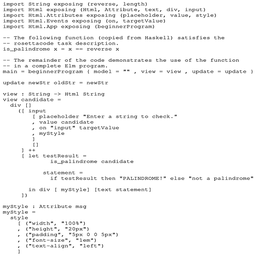 import String exposing (reverse, length)
import Html exposing (Html, Attribute, text, div, input)
import Html.Attributes exposing (placeholder, value, style)
import Html.Events exposing (on, targetValue)
import Html.App exposing (beginnerProgram)

-- The following function (copied from Haskell) satisfies the
-- rosettacode task description.
is_palindrome x = x == reverse x

-- The remainder of the code demonstrates the use of the function
-- in a complete Elm program.
main = beginnerProgram { model = "" , view = view , update = update }

update newStr oldStr = newStr

view : String -> Html String
view candidate =
  div []
    ([ input
        [ placeholder "Enter a string to check."
        , value candidate
        , on "input" targetValue
        , myStyle
        ]
        []
     ] ++
     [ let testResult =
             is_palindrome candidate

           statement =
             if testResult then "PALINDROME!" else "not a palindrome"

       in div [ myStyle] [text statement]
     ])

myStyle : Attribute msg
myStyle =
  style
    [ ("width", "100%")
    , ("height", "20px")
    , ("padding", "5px 0 0 5px")
    , ("font-size", "1em")
    , ("text-align", "left")
    ]